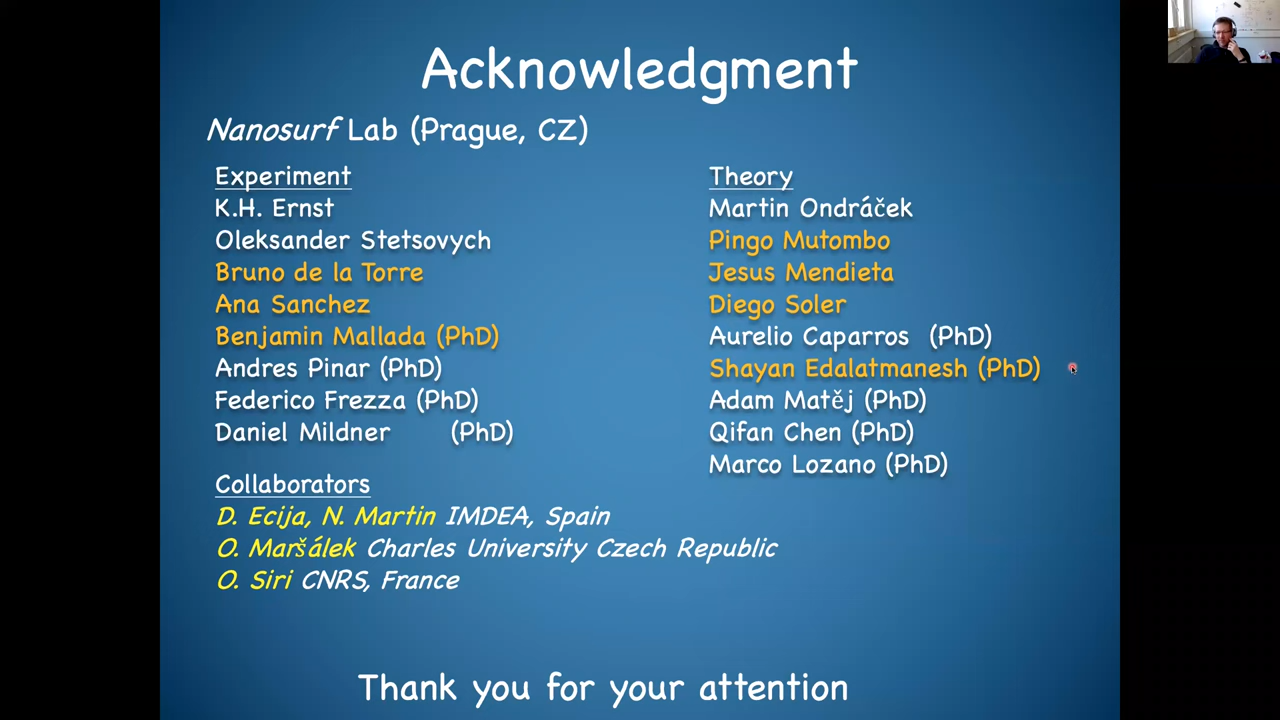 Acknowledgment
Nanosurf Lab (Prague, CZ)
Experiment
K.H. Ernst
Oleksander Stetsovych
Bruno de la Torre
Ana Sanchez
Benjamin Mallada (PhD)
Andres Pinar (PhD)
Federico Frezza (PhD)
Daniel Mildner (PhD)
Theory
Martin Ondráček
Pingo Mutombo
Jesus Mendieta
Diego Soler
Aurelio Caparros (PhD)
Shayan Edalatmanesh (PhD)
Adam Matěj (PhD)
Qifan Chen (PhD)
Marco Lozano (PhD)
Collaborators
D. Ecija, N. Martin IMDEA, Spain
O. Maršálek Charles University Czech Republic
O. Siri CNRS, France
Thank you for your attention